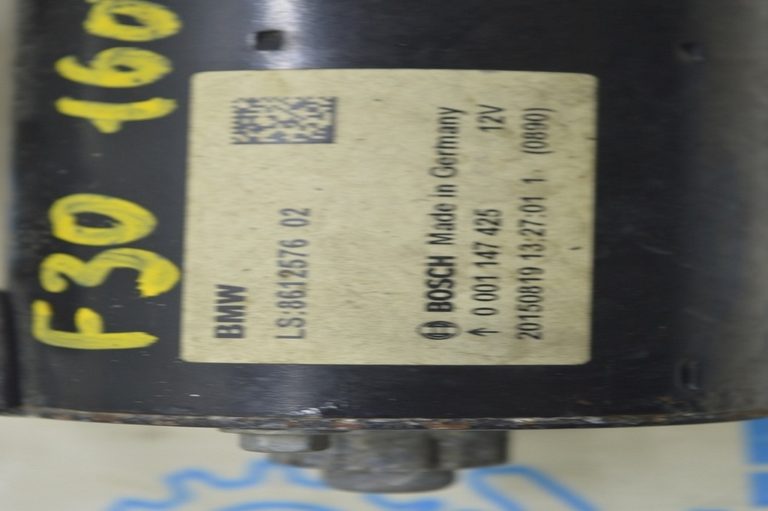 F30 160
BMW
LS:8612576 02
BOSCH Made in Germany
↑ 0 001 147 425 12V
20150819 13:27:01 1 (0890)